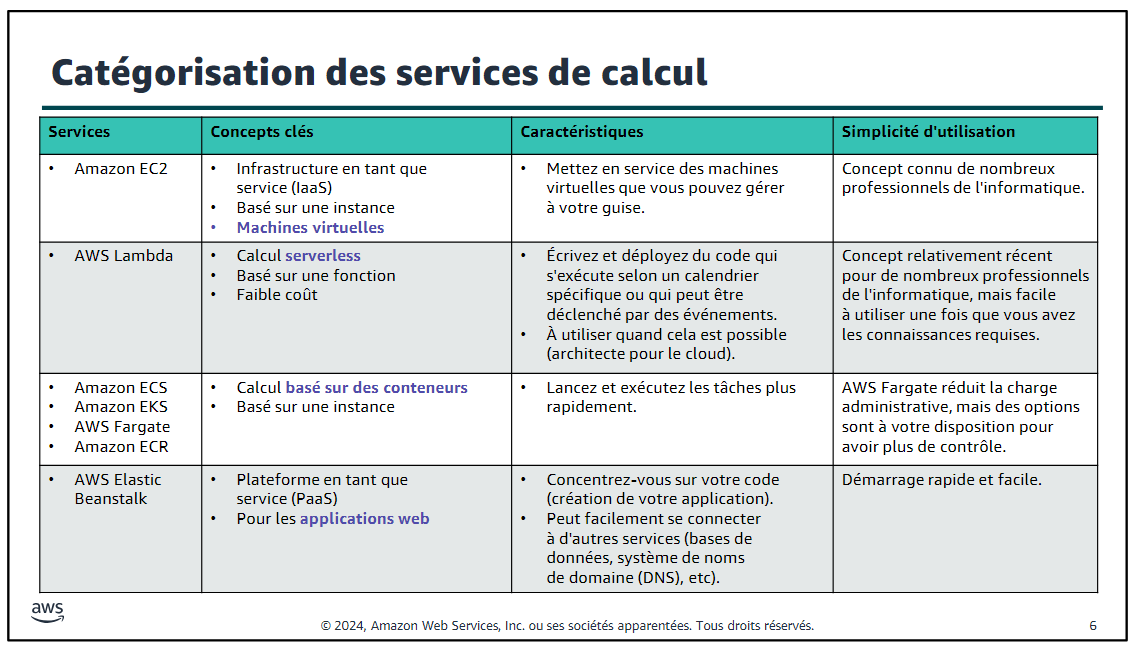 Catégorisation des services de calcul
Services
Concepts clés
Caractéristiques
Simplicité d'utilisation
• Amazon EC2
• Infrastructure en tant que
service (IaaS)
• Basé sur une instance
• Machines virtuelles
• Mettez en service des machines
virtuelles que vous pouvez gérer
à votre guise.
Concept connu de nombreux
professionnels de l'informatique.
• AWS Lambda
• Calcul serverless
• Basé sur une fonction
• Faible coût
• Écrivez et déployez du code qui
s'exécute selon un calendrier
spécifique ou qui peut être
déclenché par des événements.
• À utiliser quand cela est possible
(architecte pour le cloud).
Concept relativement récent
pour de nombreux professionnels
de l'informatique, mais facile
à utiliser une fois que vous avez
les connaissances requises.
• Amazon ECS
• Amazon EKS
• AWS Fargate
• Amazon ECR
• Calcul basé sur des conteneurs
• Basé sur une instance
• Lancez et exécutez les tâches plus
rapidement.
AWS Fargate réduit la charge
administrative, mais des options
sont à votre disposition pour
avoir plus de contrôle.
• AWS Elastic
Beanstalk
• Plateforme en tant que
service (PaaS)
• Pour les applications web
• Concentrez-vous sur votre code
(création de votre application).
• Peut facilement se connecter
à d'autres services (bases de
données, système de noms
de domaine (DNS), etc).
Démarrage rapide et facile.
aws
© 2024, Amazon Web Services, Inc. ou ses sociétés apparentées. Tous droits réservés.
6